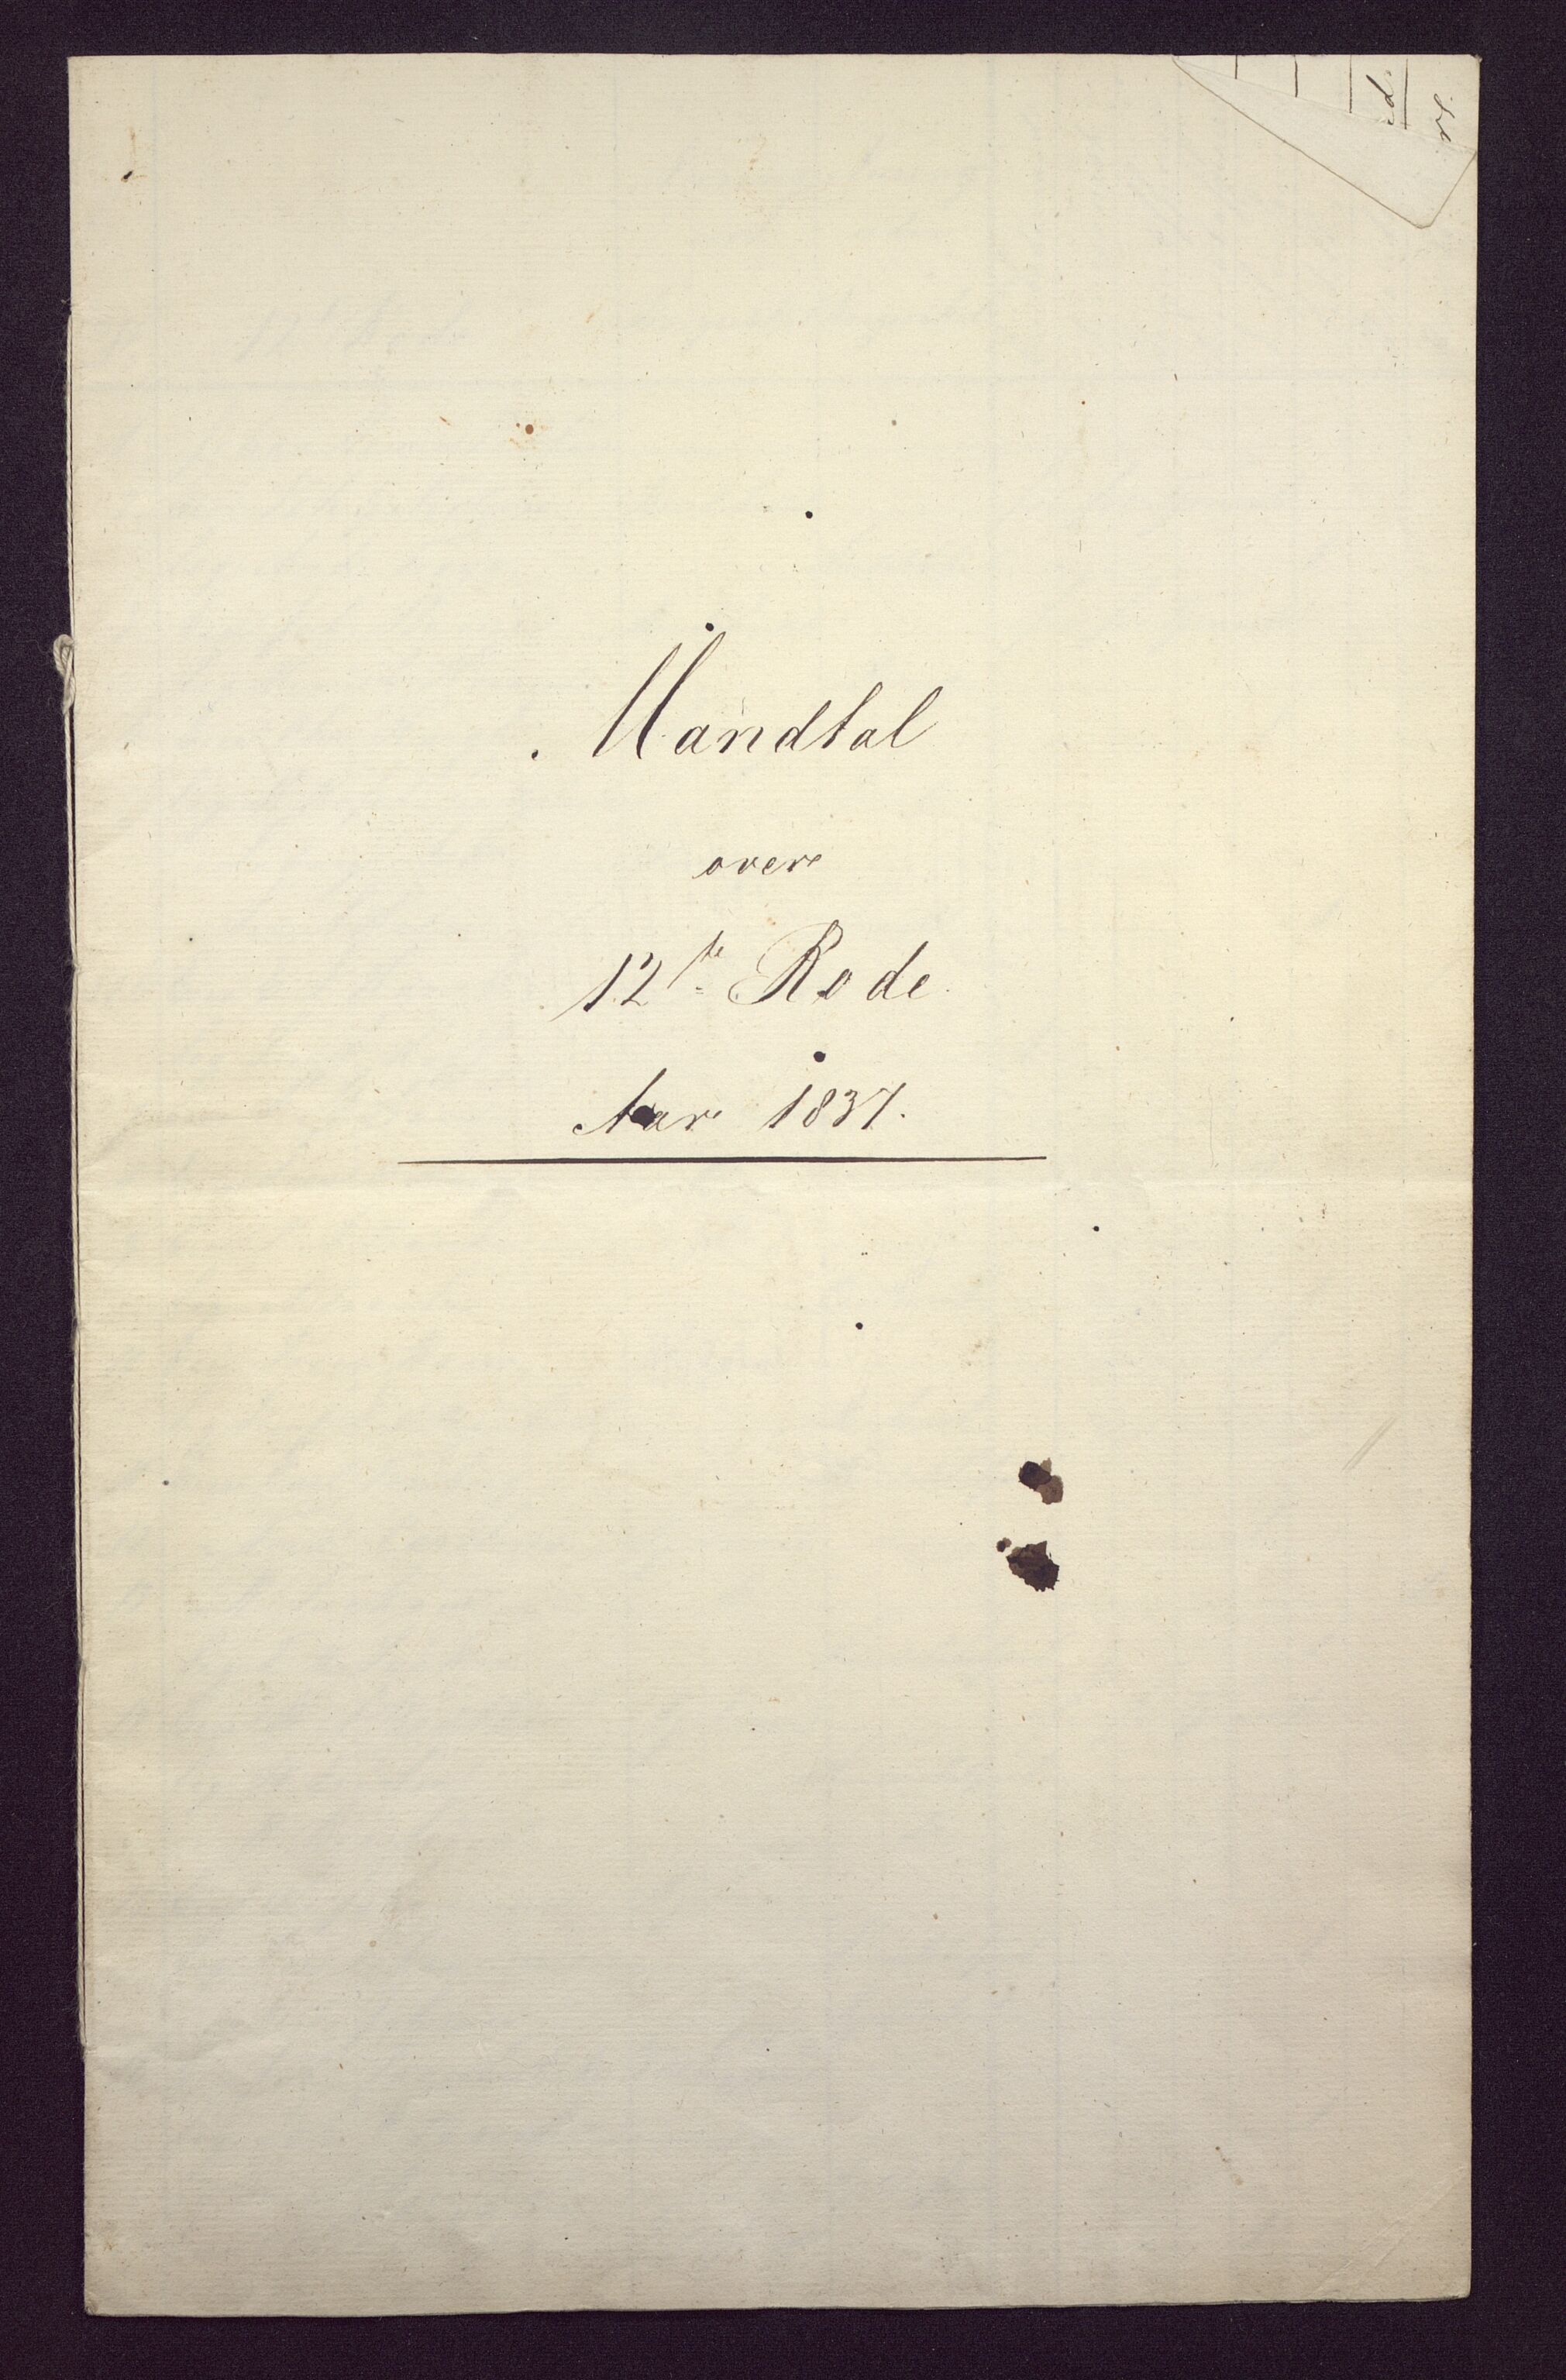 Mandtal
over
12te Rode
Aar 1837.